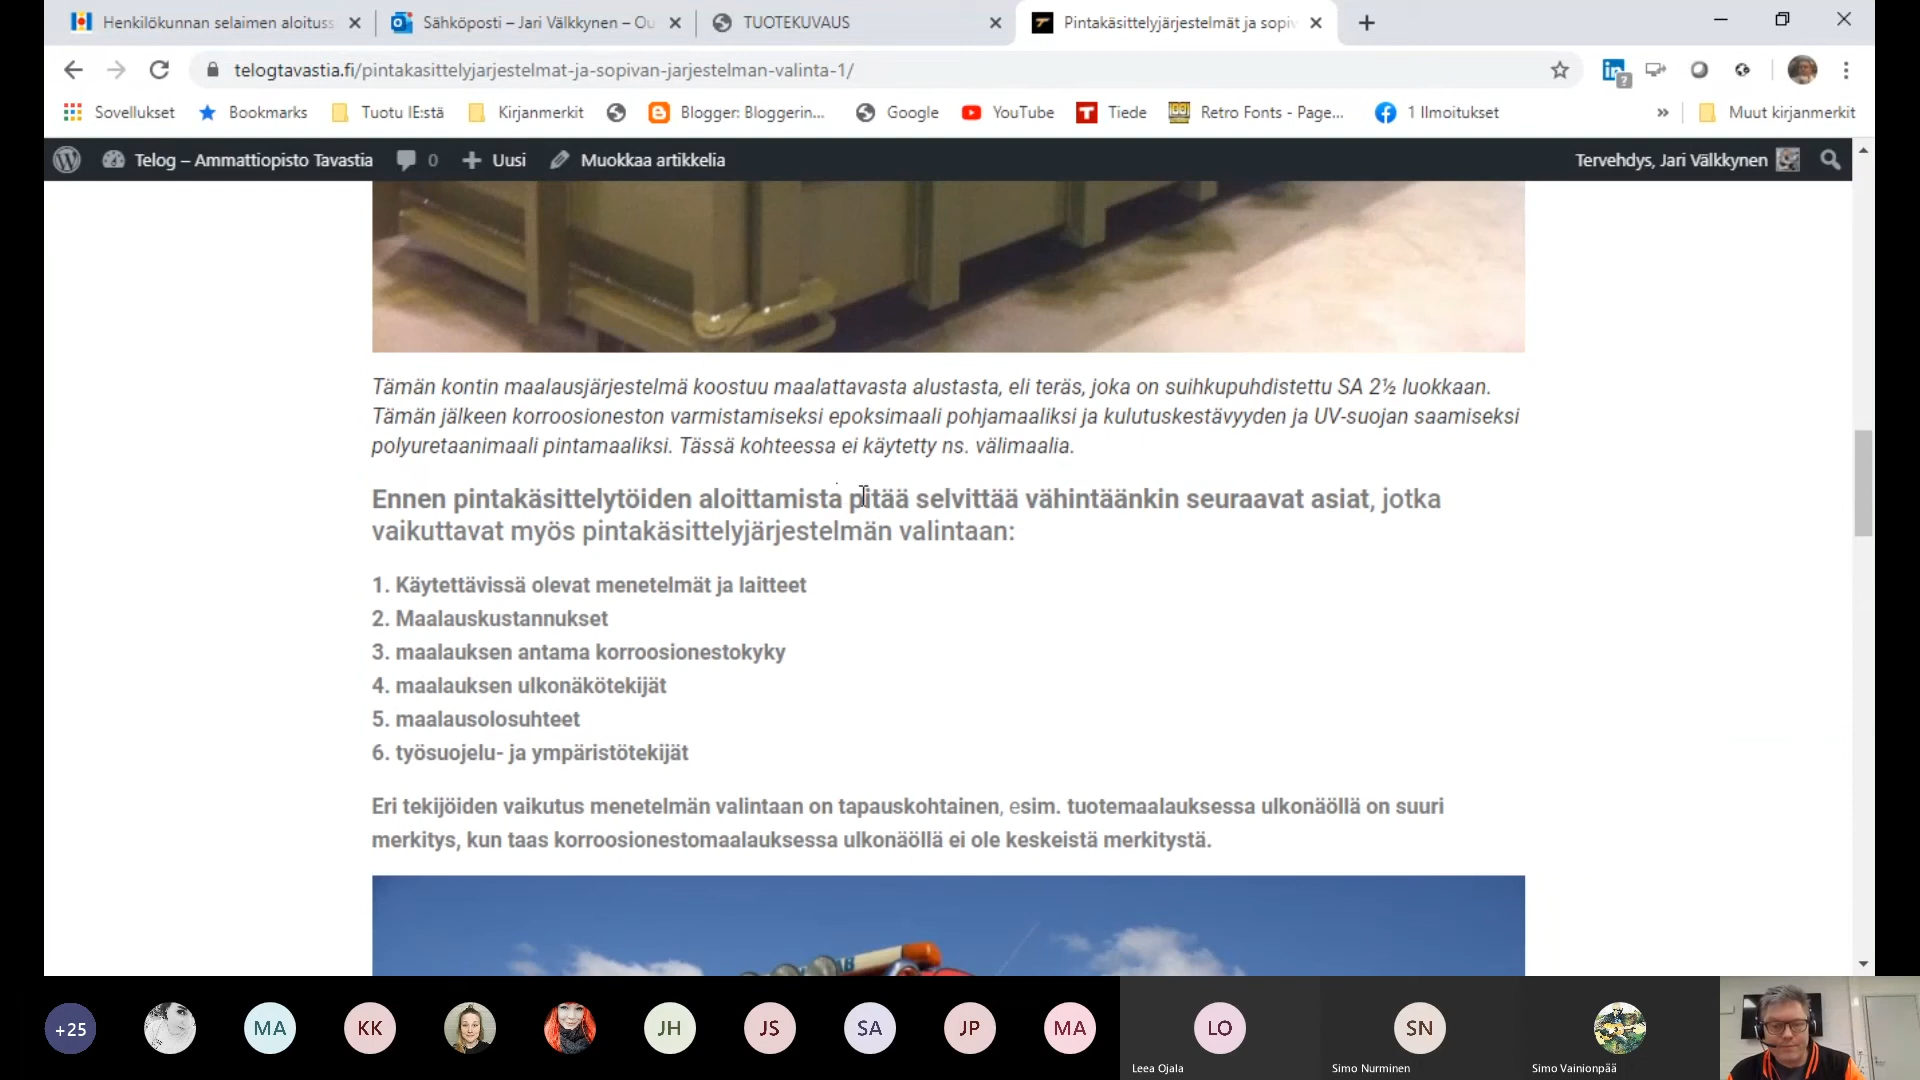 Henkilökunnan selaimen aloituss
Sähköposti – Jari Välkkynen – Ou
TUOTEKUVAUS
Pintakäsittelyjärjestelmät ja sopiv
telogtavastia.fi/pintakasittelyjarjestelmat-ja-sopivan-jarjestelman-valinta-1/
Sovellukset
Bookmarks
Tuotu IE:stä
Kirjanmerkit
Blogger: Bloggerin...
Google
YouTube
Tiede
Retro Fonts - Page...
1 Ilmoitukset
»
Muut kirjanmerkit
Telog – Ammattiopisto Tavastia
0
Uusi
Muokkaa artikkelia
Tervehdys, Jari Välkkynen
Tämän kontin maalausjärjestelmä koostuu maalattavasta alustasta, eli teräs, joka on suihkupuhdistettu SA 2½ luokkaan.
Tämän jälkeen korroosioneston varmistamiseksi epoksimaali pohjamaaliksi ja kulutuskestävyyden ja UV-suojan saamiseksi
polyuretaanimaali pintamaaliksi. Tässä kohteessa ei käytetty ns. välimaalia.
Ennen pintakäsittelytöiden aloittamista pitää selvittää vähintäänkin seuraavat asiat, jotka
vaikuttavat myös pintakäsittelyjärjestelmän valintaan:
1. Käytettävissä olevat menetelmät ja laitteet
2. Maalauskustannukset
3. maalauksen antama korroosionestokyky
4. maalauksen ulkonäkötekijät
5. maalausolosuhteet
6. työsuojelu- ja ympäristötekijät
Eri tekijöiden vaikutus menetelmän valintaan on tapauskohtainen, esim. tuotemaalauksessa ulkonäöllä on suuri
merkitys, kun taas korroosionestomaalauksessa ulkonäöllä ei ole keskeistä merkitystä.
+25
MA
KK
JH
JS
SA
JP
MA
LO
SN
Leea Ojala
Simo Nurminen
Simo Vainionpää